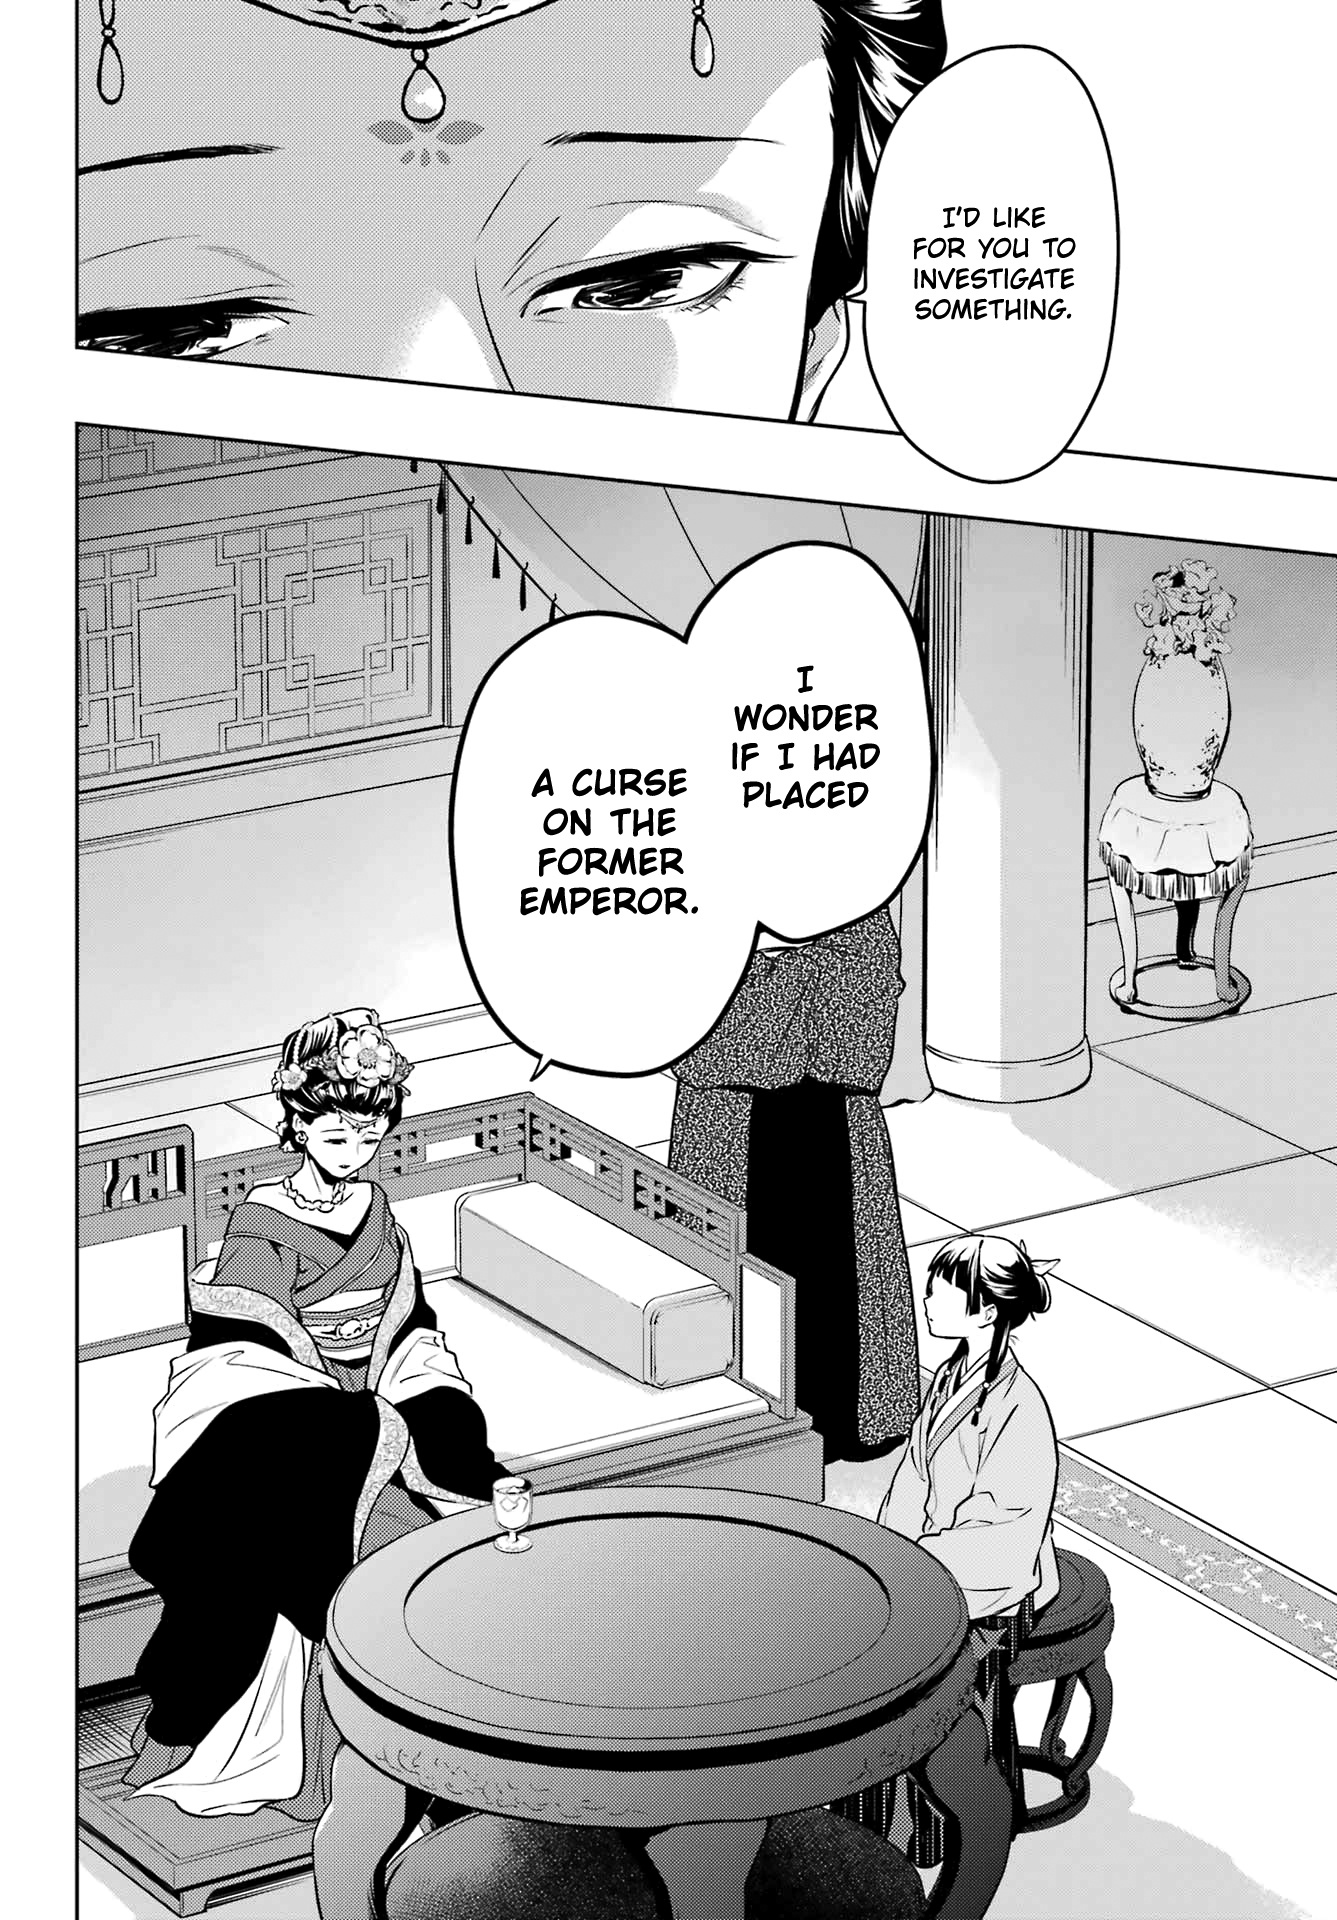 I'D LIKE
FOR YOU TO
INVESTIGATE
SOMETHING.
I
WONDER
IF I HAD
PLACED
A CURSE
ON THE
FORMER
EMPEROR.